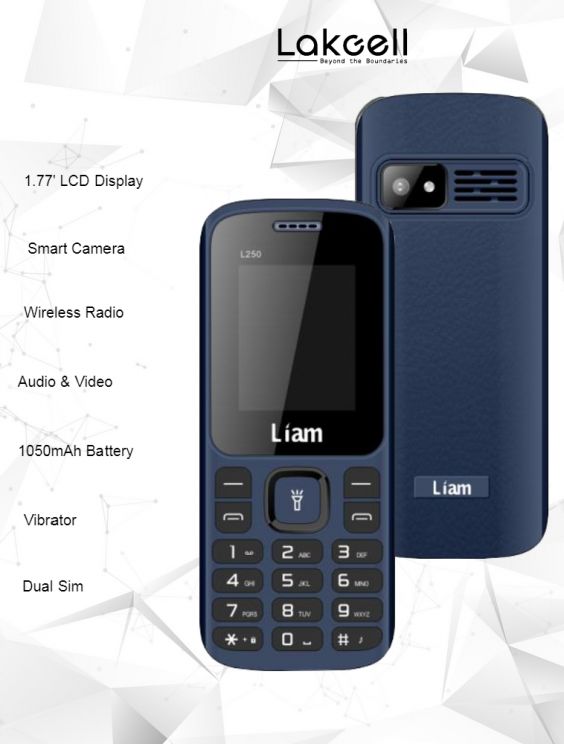 Lakcell
Beyond the Boundaries
1.77' LCD Display
Smart Camera
Wireless Radio
Audio & Video
1050mAh Battery
Vibrator
Dual Sim
L250
Líam
Líam
1
2 ABC
3 DEF
4 GHI
5 JKL
6 MNO
7 PQRS
8 TUV
9 WXYZ
* +
0
#